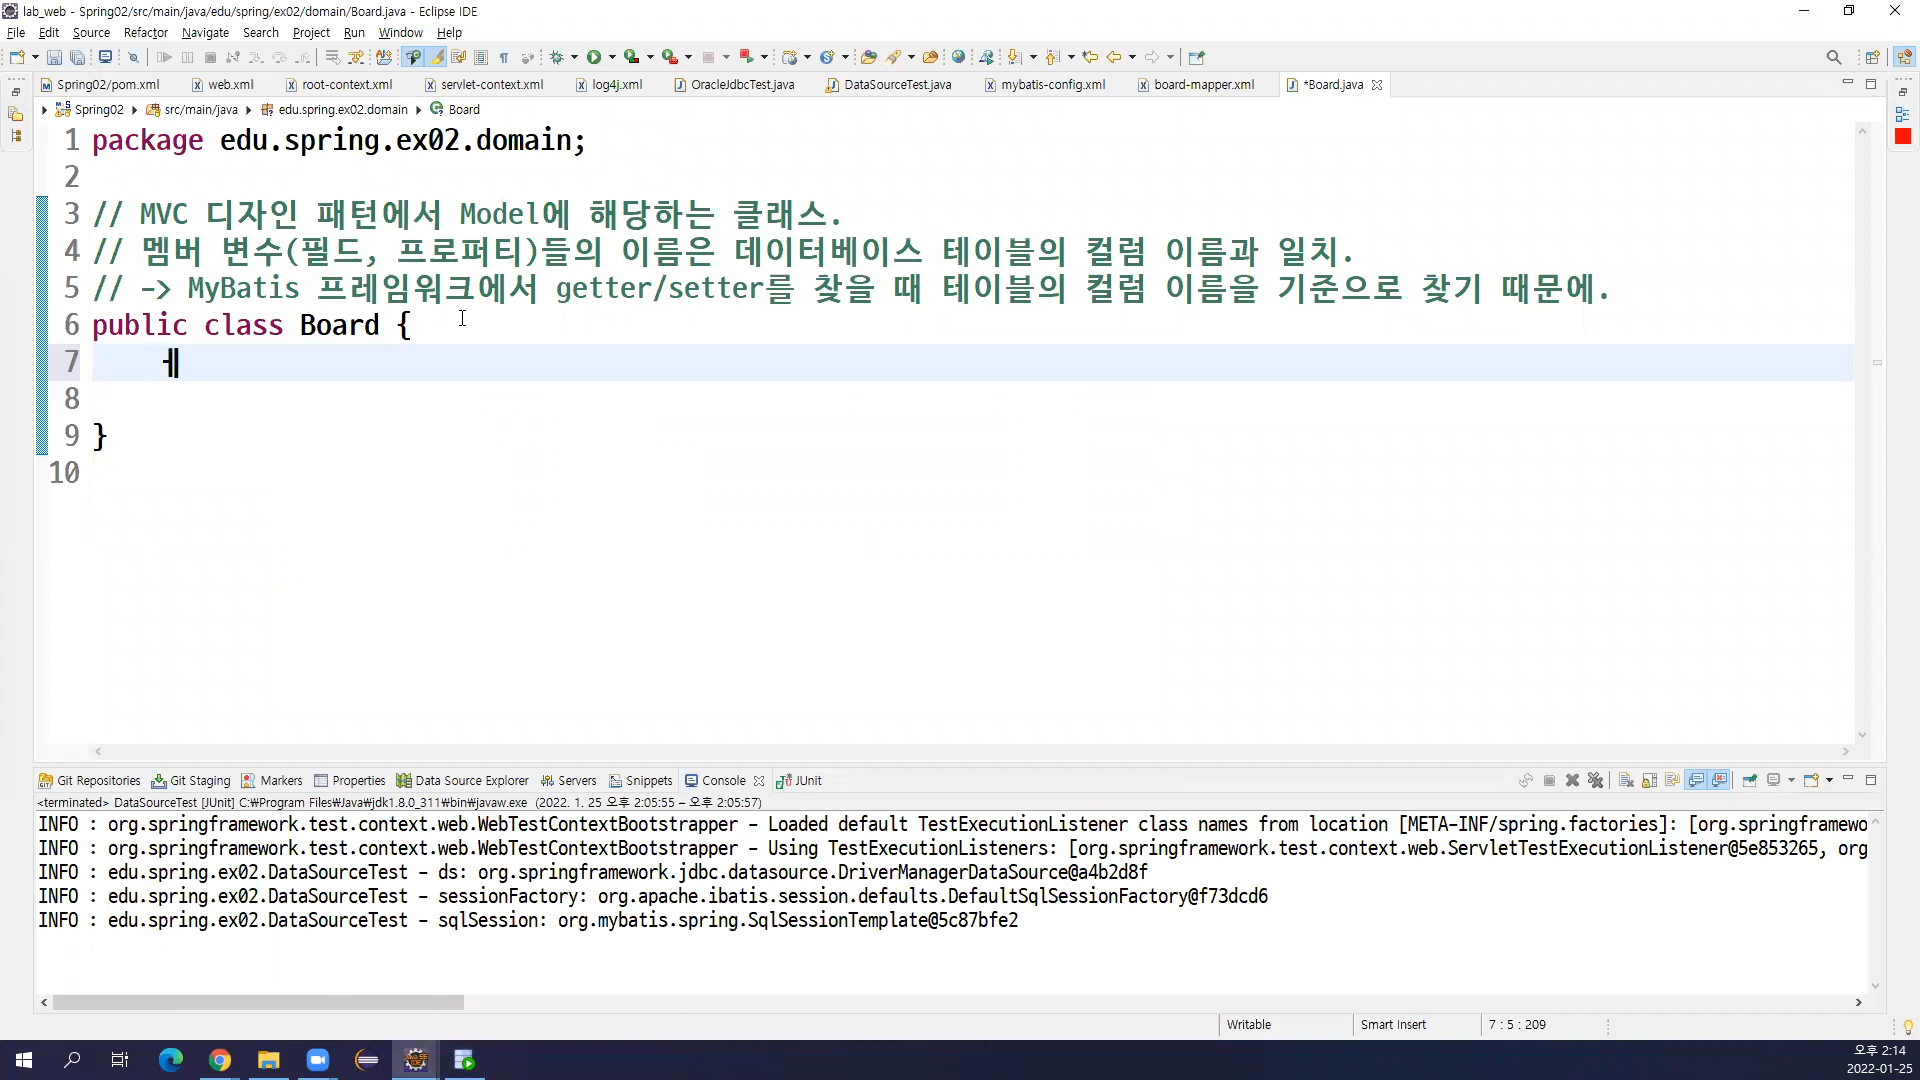 lab_web - Spring02/src/main/java/edu/spring/ex02/domain/Board.java - Eclipse IDE
File Edit Source Refactor Navigate Search Project Run Window Help
Spring02/pom.xml web.xml root-context.xml servlet-context.xml log4j.xml OracleJdbcTest.java DataSourceTest.java mybatis-config.xml board-mapper.xml *Board.java
Spring02 src/main/java edu.spring.ex02.domain Board
1 package edu.spring.ex02.domain;
2
3 // MVC 디자인 패턴에서 Model에 해당하는 클래스.
4 // 멤버 변수(필드, 프로퍼티)들의 이름은 데이터베이스 테이블의 컬럼 이름과 일치.
5 // -> MyBatis 프레임워크에서 getter/setter를 찾을 때 테이블의 컬럼 이름을 기준으로 찾기 때문에.
6 public class Board {
7 ㅔ
8
9 }
10
Git Repositories Git Staging Markers Properties Data Source Explorer Servers Snippets Console JUnit
<terminated> DataSourceTest [JUnit] C:₩Program Files₩Java₩jdk1.8.0_311₩bin₩javaw.exe (2022. 1. 25 오후 2:05:55 – 오후 2:05:57)
INFO : org.springframework.test.context.web.WebTestContextBootstrapper - Loaded default TestExecutionListener class names from location [META-INF/spring.factories]: [org.springframewo
INFO : org.springframework.test.context.web.WebTestContextBootstrapper - Using TestExecutionListeners: [org.springframework.test.context.web.ServletTestExecutionListener@5e853265, org
INFO : edu.spring.ex02.DataSourceTest - ds: org.springframework.jdbc.datasource.DriverManagerDataSource@a4b2d8f
INFO : edu.spring.ex02.DataSourceTest - sessionFactory: org.apache.ibatis.session.defaults.DefaultSqlSessionFactory@f73dcd6
INFO : edu.spring.ex02.DataSourceTest - sqlSession: org.mybatis.spring.SqlSessionTemplate@5c87bfe2
Writable Smart Insert 7 : 5 : 209
오후 2:14
2022-01-25